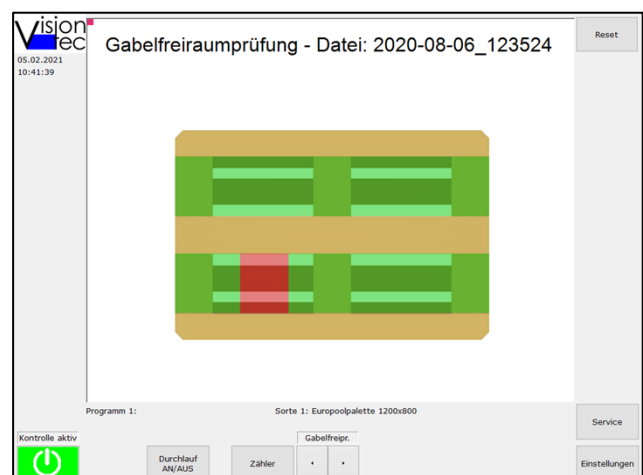 Vision
tec
05.02.2021
10:41:39
Gabelfreiraumprüfung - Datei: 2020-08-06_123524
Reset
Programm 1:
Sorte 1: Europoolpalette 1200x800
Service
Kontrolle aktiv
Gabelfreipr.
Durchlauf
AN/AUS
Zähler
Einstellungen